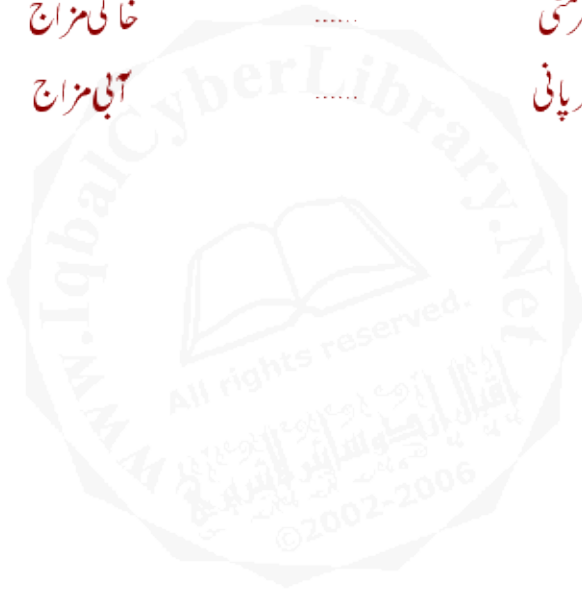 ...... خاکی مزاج
پانی ...... آبی مزاج
www.IqbalCyberLibrary.Net
All rights reserved.
©2002-2006